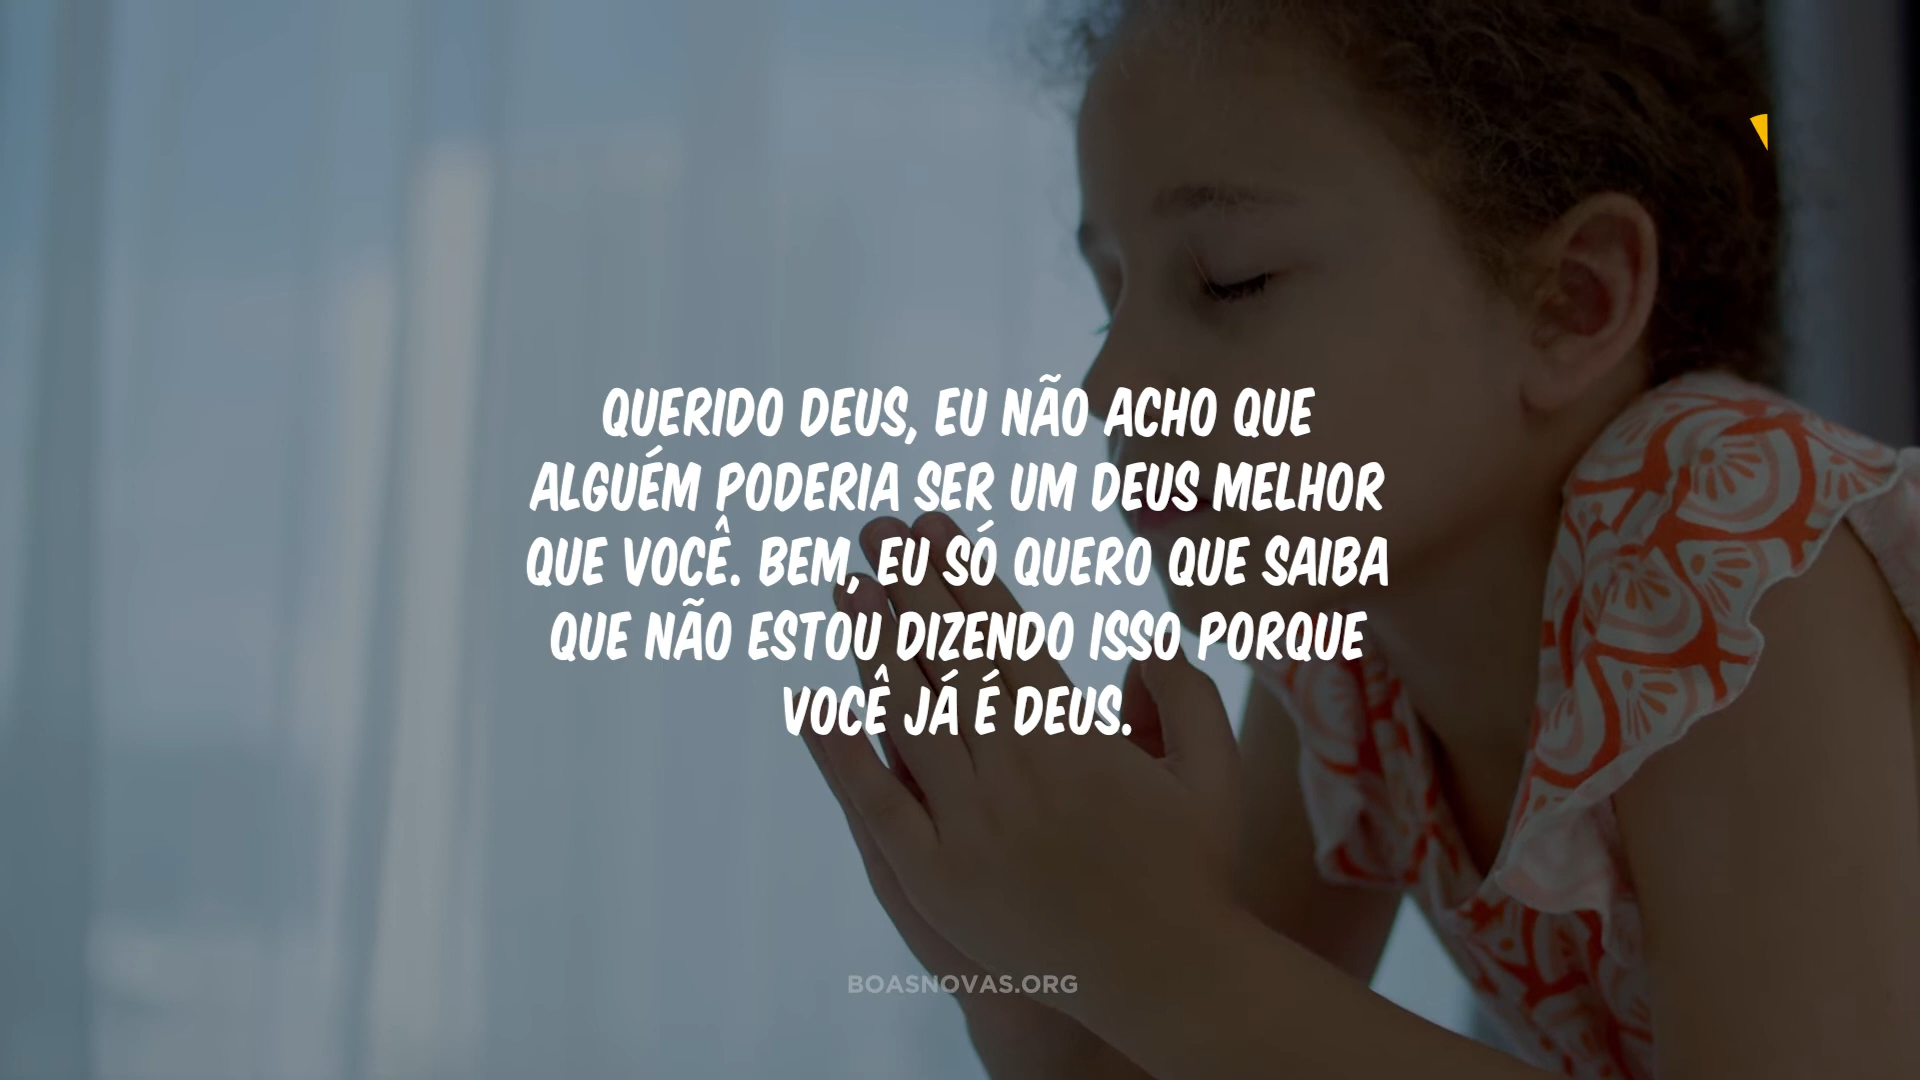 QUERIDO DEUS, EU NÃO ACHO QUE
ALGUÉM PODERIA SER UM DEUS MELHOR
QUE VOCÊ. BEM, EU SÓ QUERO QUE SAIBA
QUE NÃO ESTOU DIZENDO ISSO PORQUE
VOCÊ JÁ É DEUS.
BOASNOVAS.ORG